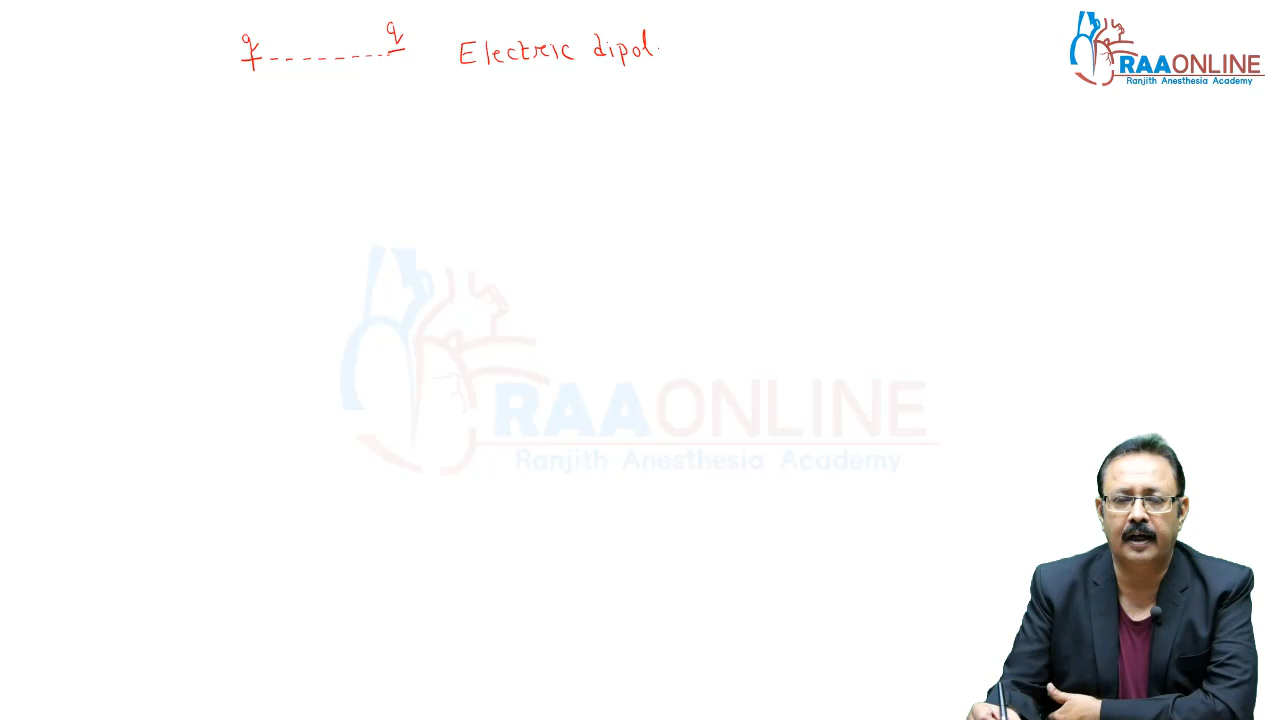 q q Electric dipol.
+ - - - - - - - - −
RAAONLINE
Ranjith Anesthesia Academy
RAAONLINE
Ranjith Anesthesia Academy